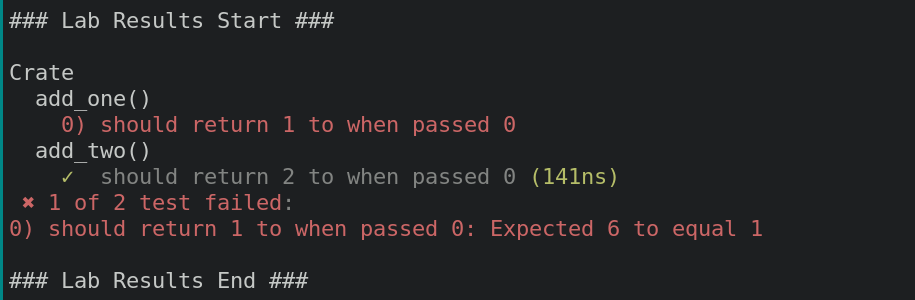 ### Lab Results Start ###
Crate
add_one()
0) should return 1 to when passed 0
add_two()
✓ should return 2 to when passed 0 (141ns)
✖ 1 of 2 test failed:
0) should return 1 to when passed 0: Expected 6 to equal 1
### Lab Results End ###